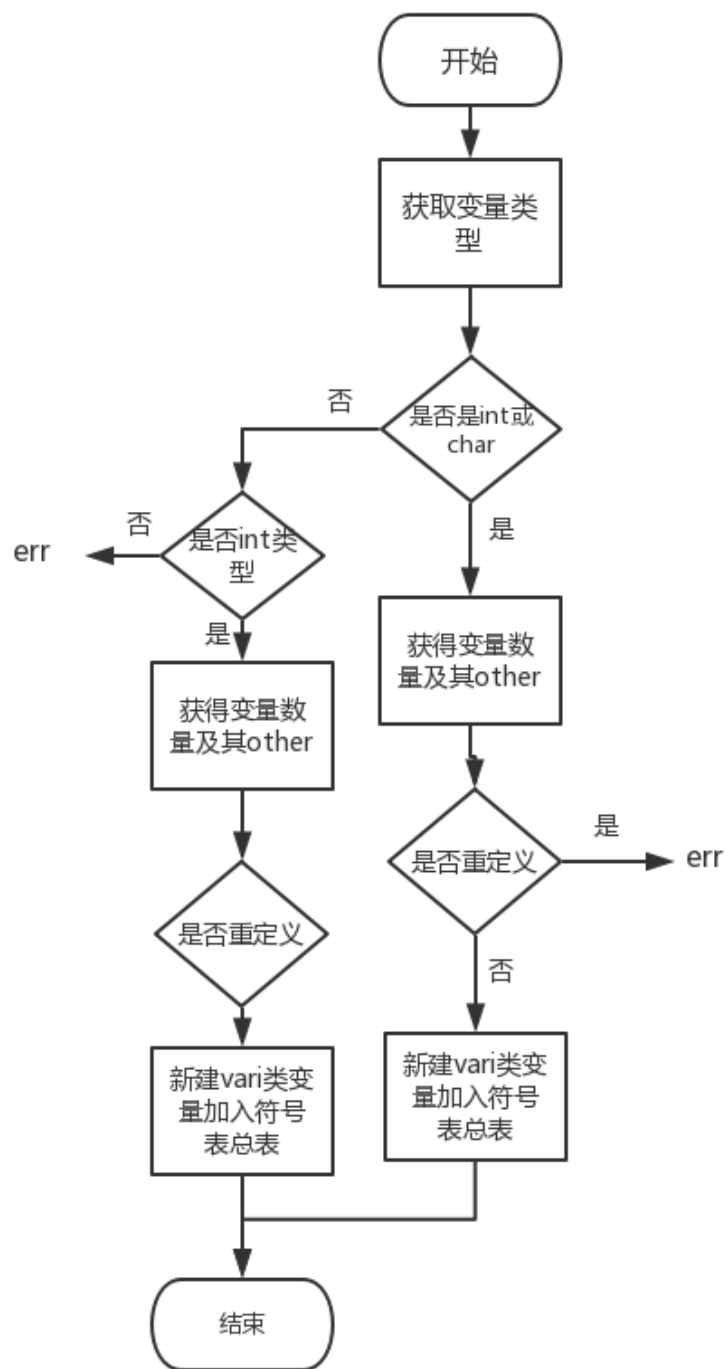 开始
获取变量类
型
否
是否是int或
char
否
err
是否int类
型
是
是
获得变量数
量及其other
获得变量数
量及其other
是
是否重定义
err
是否重定义
否
新建vari类变
量加入符号
表总表
新建vari类变
量加入符号
表总表
结束